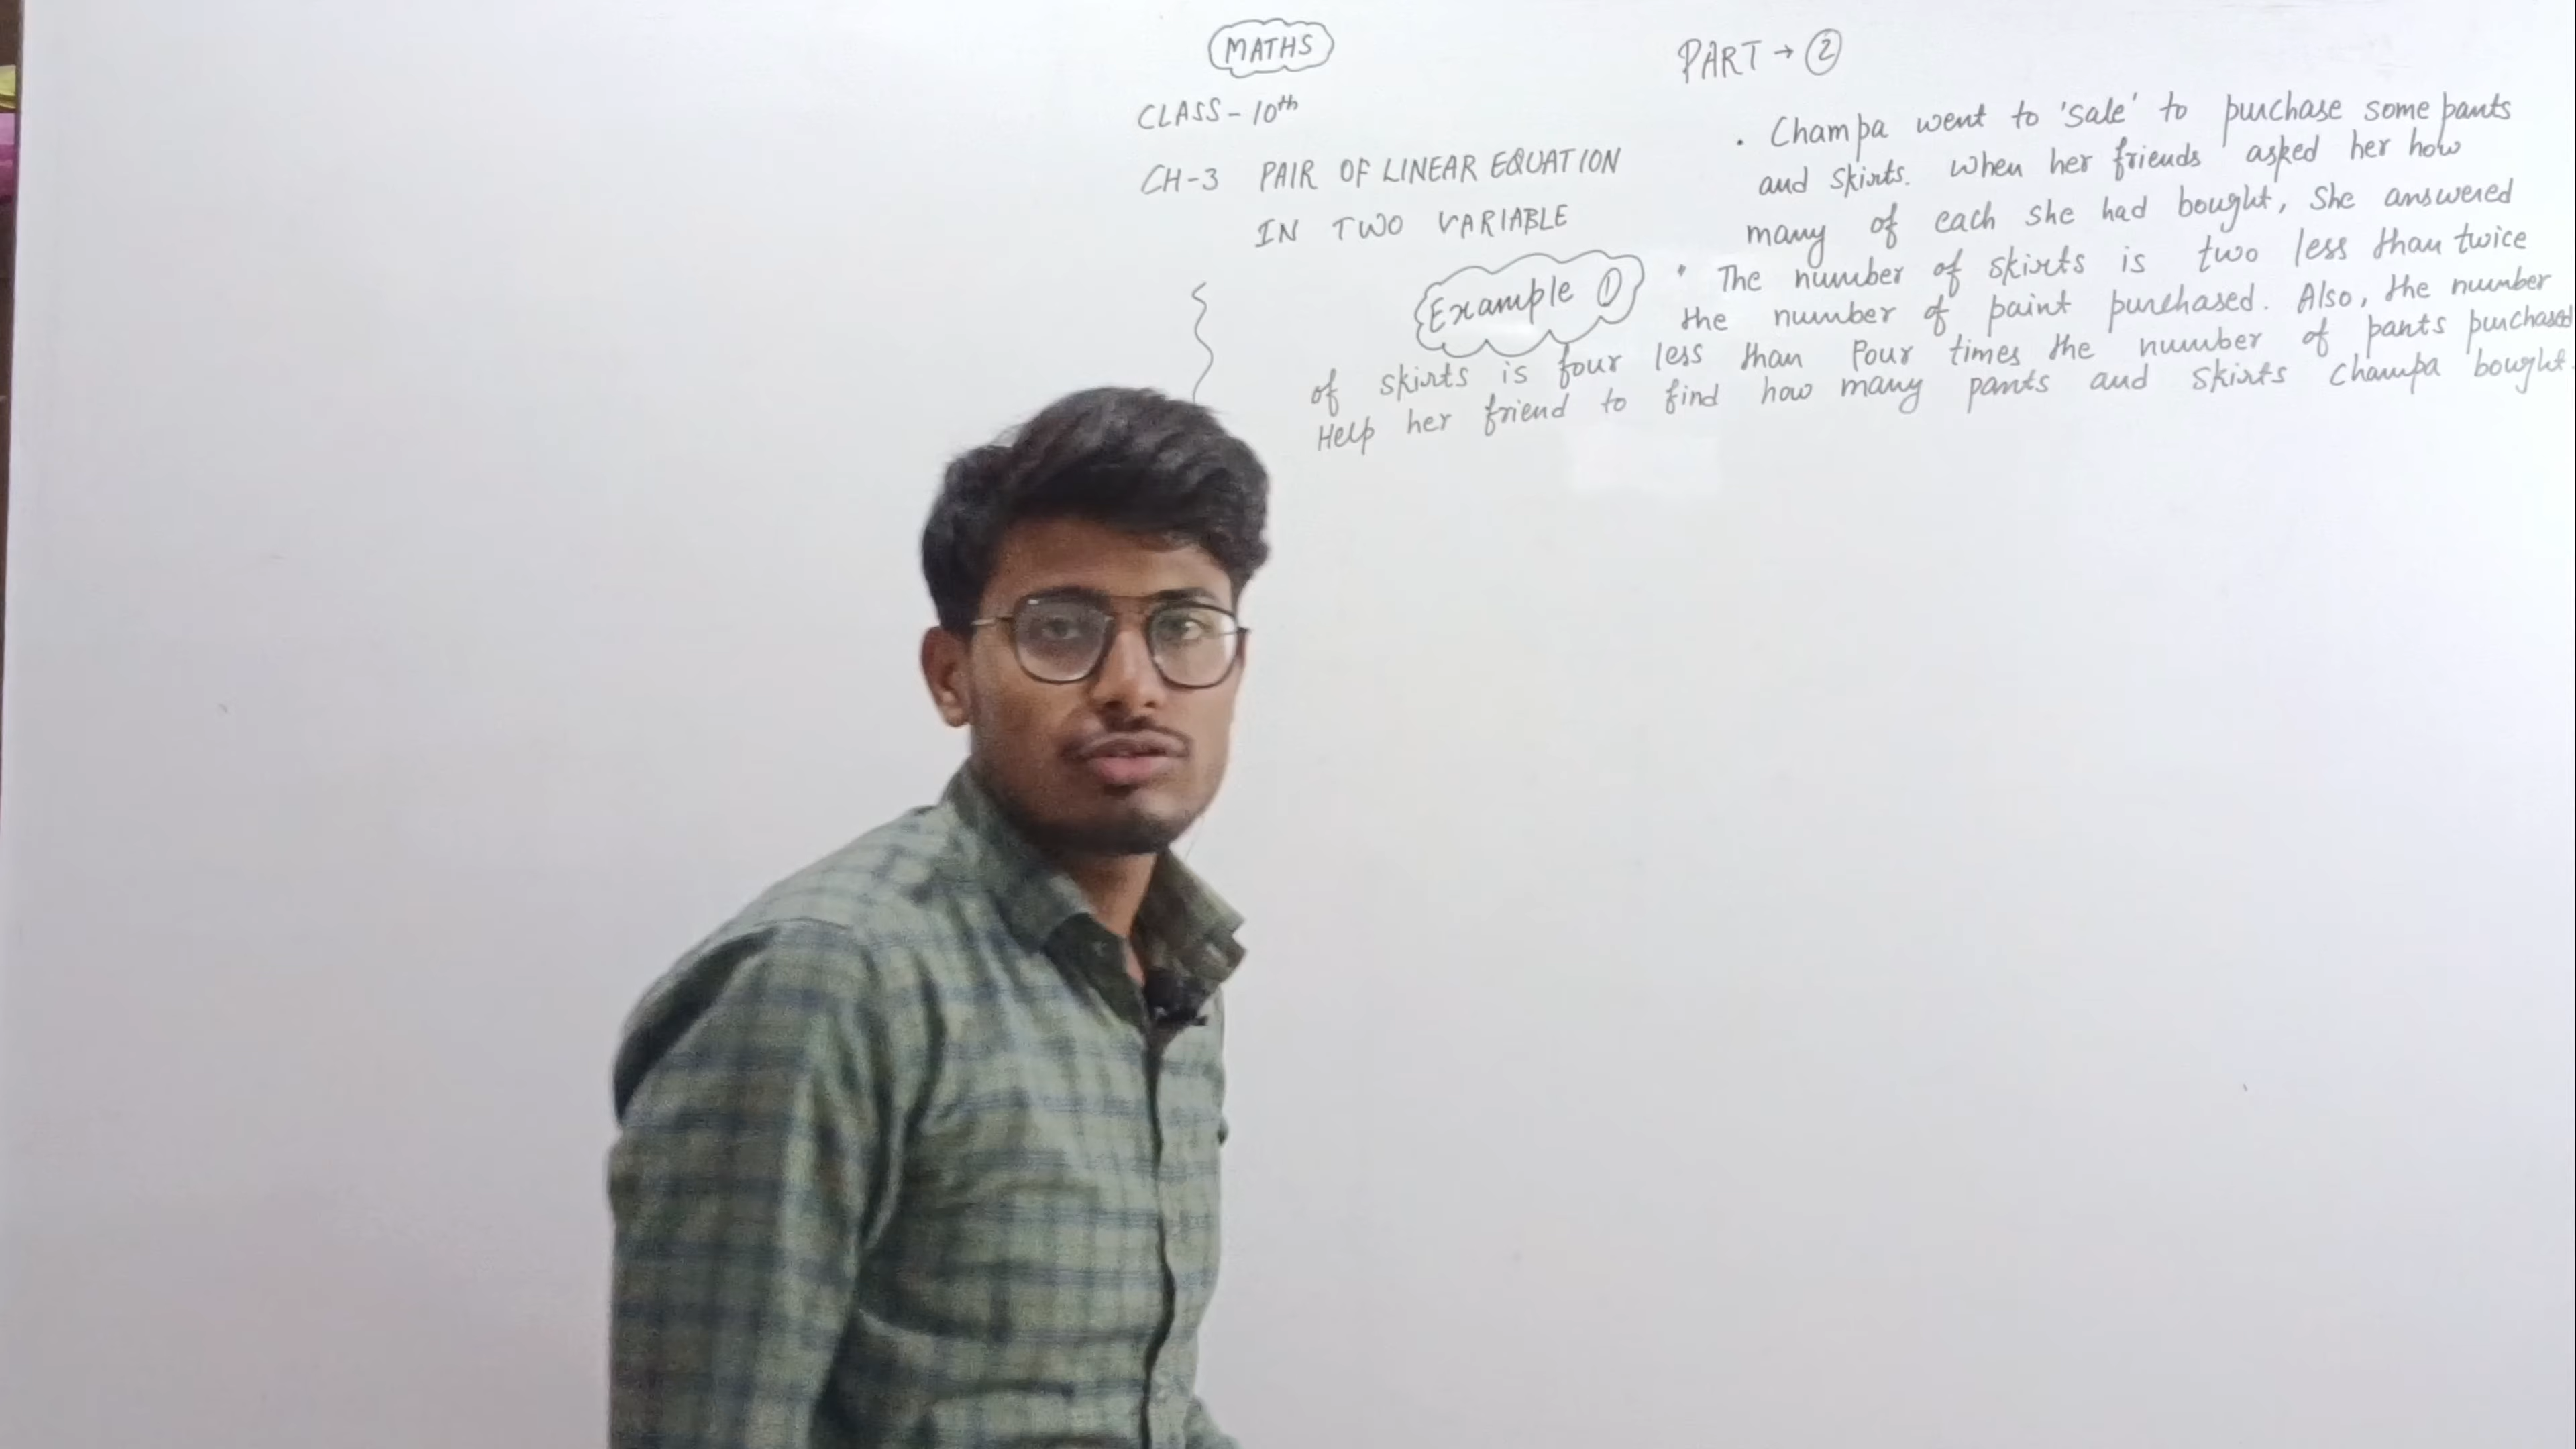 MATHS
CLASS - 10th
CH-3 PAIR OF LINEAR EQUATION
IN TWO VARIABLE
PART → 2
• Champa went to 'sale' to purchase some pants
and skirts. when her friends asked her how
many of each she had bought, She answered
Example 1
" The number of skirts is two less than twice
the number of paint purchased. Also, the number
of skirts is four less than Pour times the number of pants purchased
Help her friend to find how many pants and skirts Champa bought.